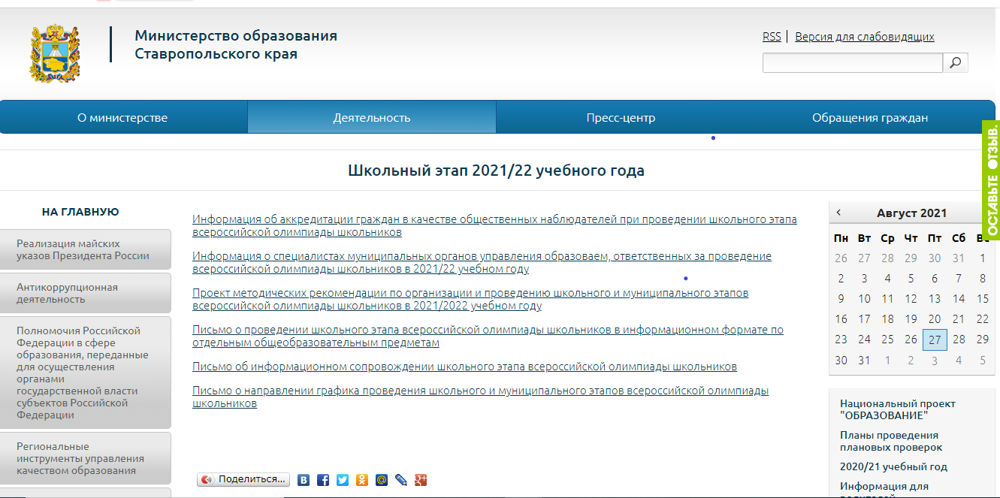 Министерство образования
Ставропольского края
RSS | Версия для слабовидящих
О министерстве
Деятельность
Пресс-центр
Обращения граждан
ОСТАВЬТЕ ОТЗЫВ.
Школьный этап 2021/22 учебного года
НА ГЛАВНУЮ
Реализация майских
указов Президента России
Антикоррупционная
деятельность
Полномочия Российской
Федерации в сфере
образования, переданные
для осуществления
органами
государственной власти
субъектов Российской
Федерации
Региональные
инструменты управления
качеством образования
Информация об аккредитации граждан в качестве общественных наблюдателей при проведении школьного этапа
всероссийской олимпиады школьников
Информация о специалистах муниципальных органов управления образоваем, ответственных за проведение
всероссийской олимпиады школьников в 2021/22 учебном году
Проект методических рекомендации по организации и проведению школьного и муниципального этапов
всероссийской олимпиады школьников в 2021/2022 учебном году
Письмо о проведении школьного этапа всероссийской олимпиады школьников в информационном формате по
отдельным общеобразовательным предметам
Письмо об информационном сопровождении школьного этапа всероссийской олимпиады школьников
Письмо о направлении графика проведения школьного и муниципального этапов всероссийской олимпиады
школьников
Поделиться...
‹ Август 2021
Пн Вт Ср Чт Пт Сб Вс
26 27 28 29 30 31 1
2 3 4 5 6 7 8
9 10 11 12 13 14 15
16 17 18 19 20 21 22
23 24 25 26 27 28 29
30 31 1 2 3 4 5
Национальный проект
"ОБРАЗОВАНИЕ"
Планы проведения
плановых проверок
2020/21 учебный год
Информация для
родителей